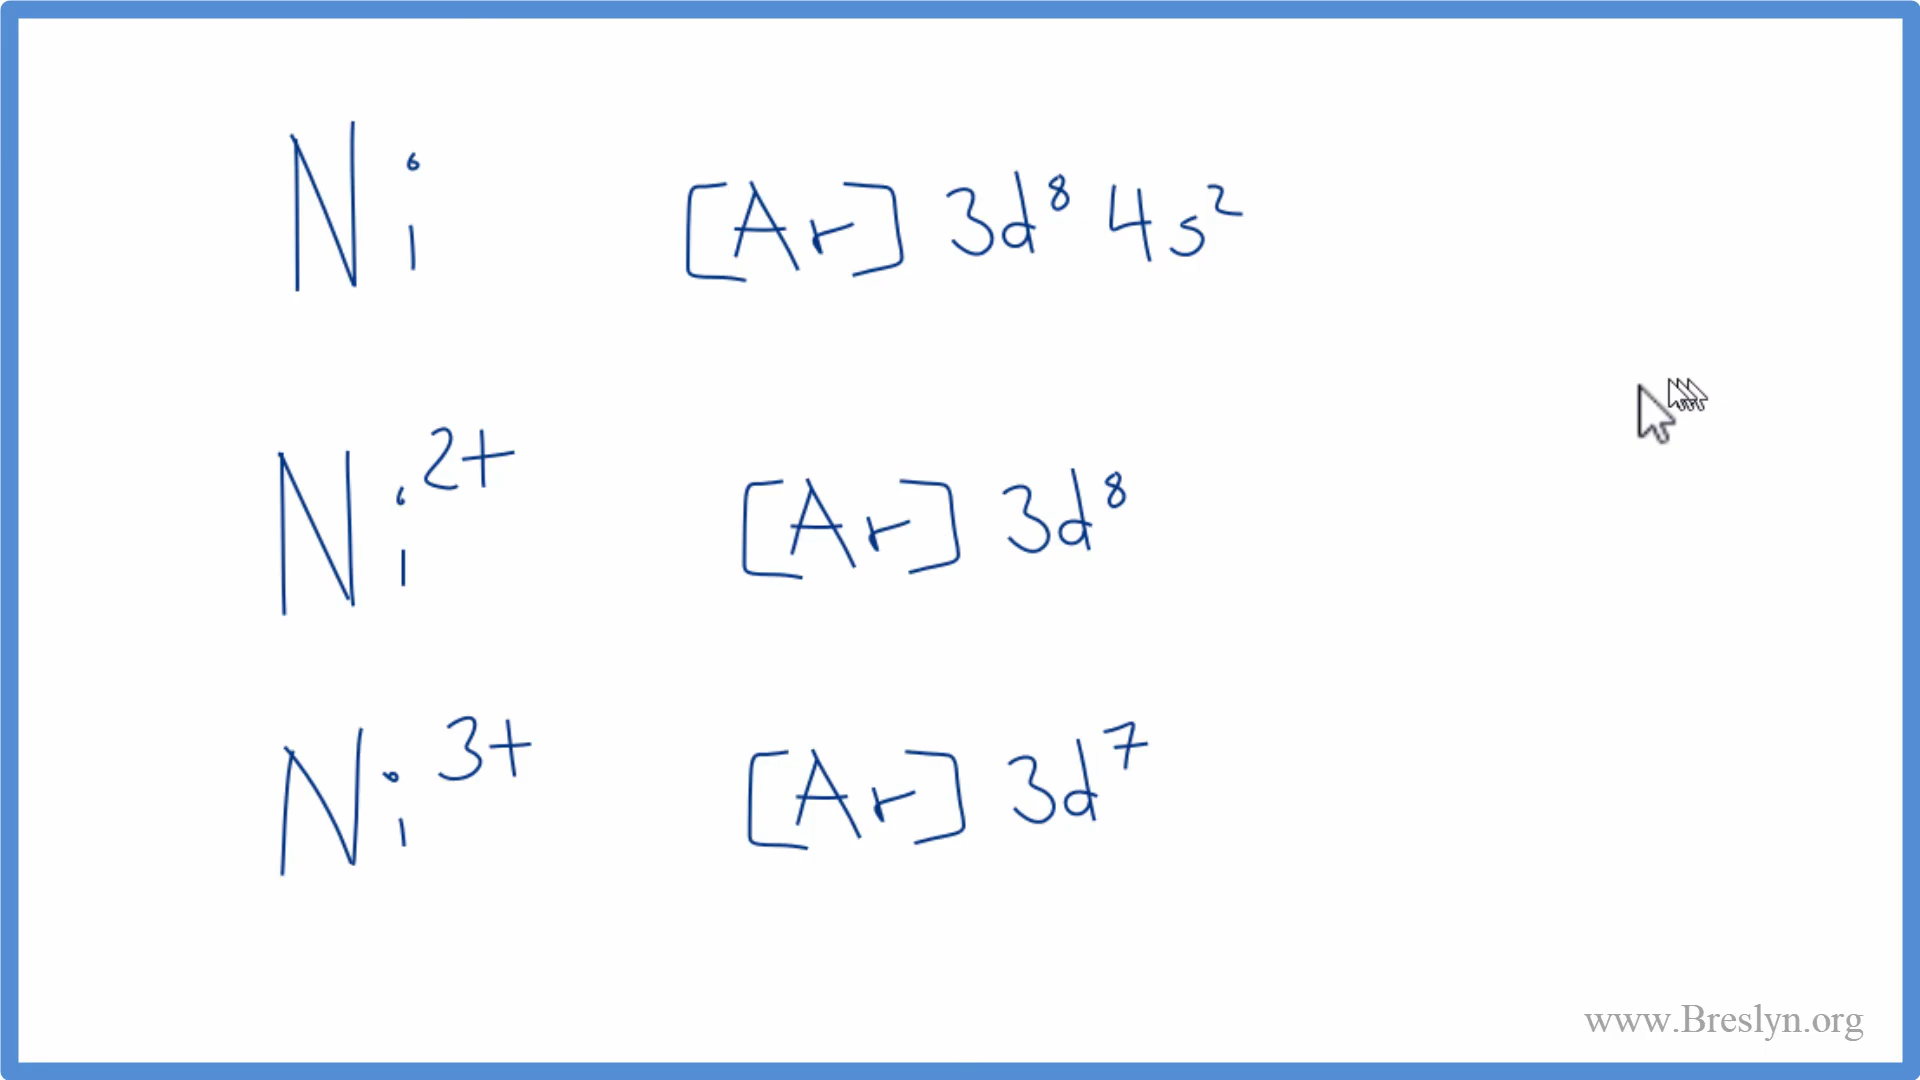 Ni [Ar] 3d⁸ 4s²
Ni²⁺ [Ar] 3d⁸
Ni³⁺ [Ar] 3d⁷
www.Breslyn.org